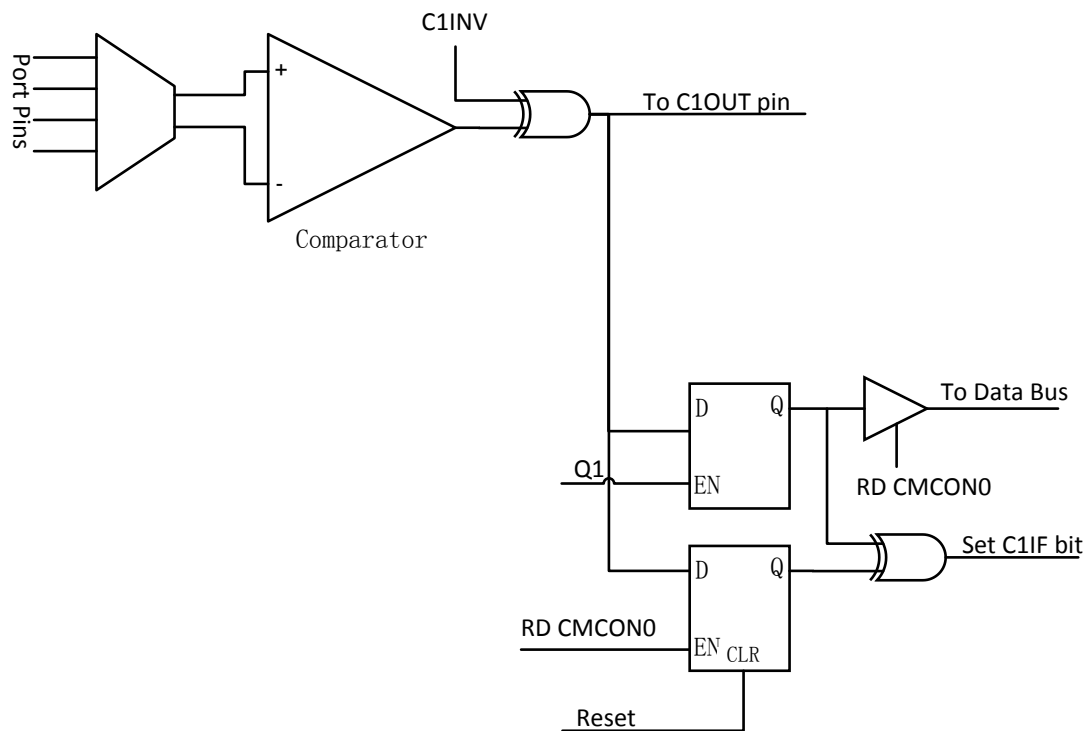 C1INV
Port Pins
+
-
To C1OUT pin
Comparator
D
Q
To Data Bus
Q1
EN
RD CMCON0
Set C1IF bit
D
Q
RD CMCON0
EN
CLR
Reset